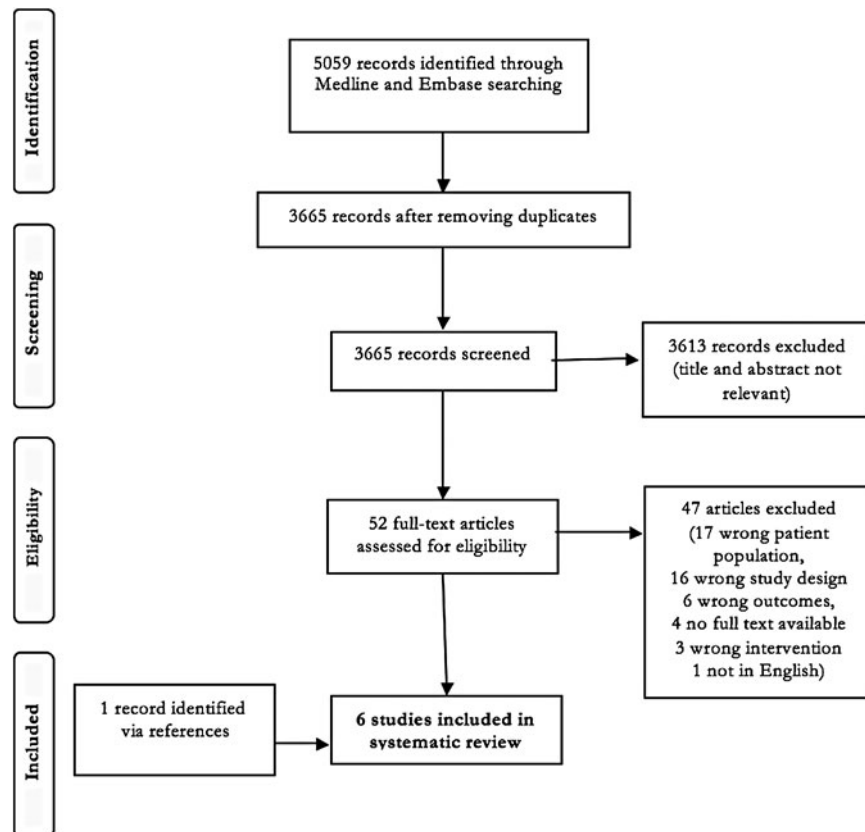 Identification
5059 records identified through
Medline and Embase searching
3665 records after removing duplicates
Screening
3665 records screened
3613 records excluded
(title and abstract not
relevant)
Eligibility
52 full-text articles
assessed for eligibility
47 articles excluded
(17 wrong patient
population,
16 wrong study design
6 wrong outcomes,
4 no full text available
3 wrong intervention
1 not in English)
Included
1 record identified
via references
6 studies included in
systematic review